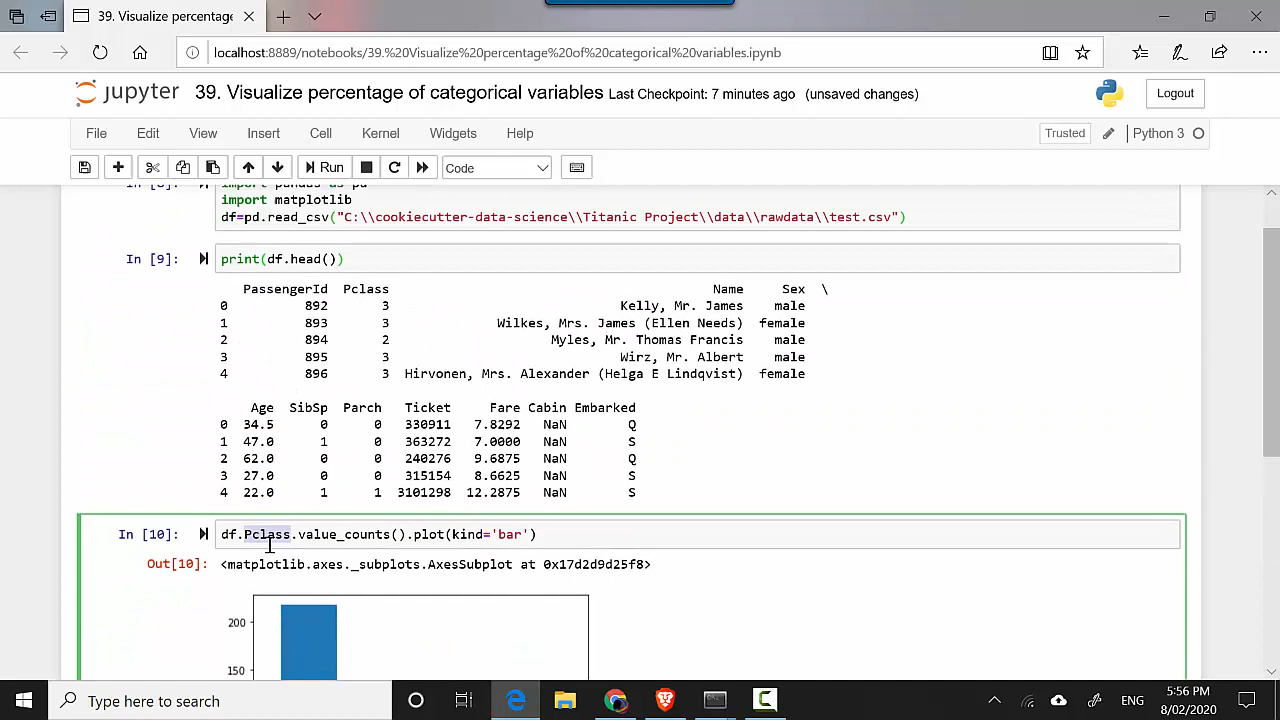 39. Visualize percentage
localhost:8889/notebooks/39.%20Visualize%20percentage%20of%20categorical%20variables.ipynb
jupyter 39. Visualize percentage of categorical variables Last Checkpoint: 7 minutes ago (unsaved changes)
Logout
File Edit View Insert Cell Kernel Widgets Help
Trusted Python 3
Run Code
import pandas as pd
import matplotlib
df=pd.read_csv("C:\\cookiecutter-data-science\\Titanic Project\\data\\rawdata\\test.csv")
In [9]: print(df.head())
PassengerId Pclass Name Sex \
0 892 3 Kelly, Mr. James male
1 893 3 Wilkes, Mrs. James (Ellen Needs) female
2 894 2 Myles, Mr. Thomas Francis male
3 895 3 Wirz, Mr. Albert male
4 896 3 Hirvonen, Mrs. Alexander (Helga E Lindqvist) female
Age SibSp Parch Ticket Fare Cabin Embarked
0 34.5 0 0 330911 7.8292 NaN Q
1 47.0 1 0 363272 7.0000 NaN S
2 62.0 0 0 240276 9.6875 NaN Q
3 27.0 0 0 315154 8.6625 NaN S
4 22.0 1 1 3101298 12.2875 NaN S
In [10]: df.Pclass.value_counts().plot(kind='bar')
Out[10]: <matplotlib.axes._subplots.AxesSubplot at 0x17d2d9d25f8>
200
150
Type here to search
ENG
5:56 PM
8/02/2020